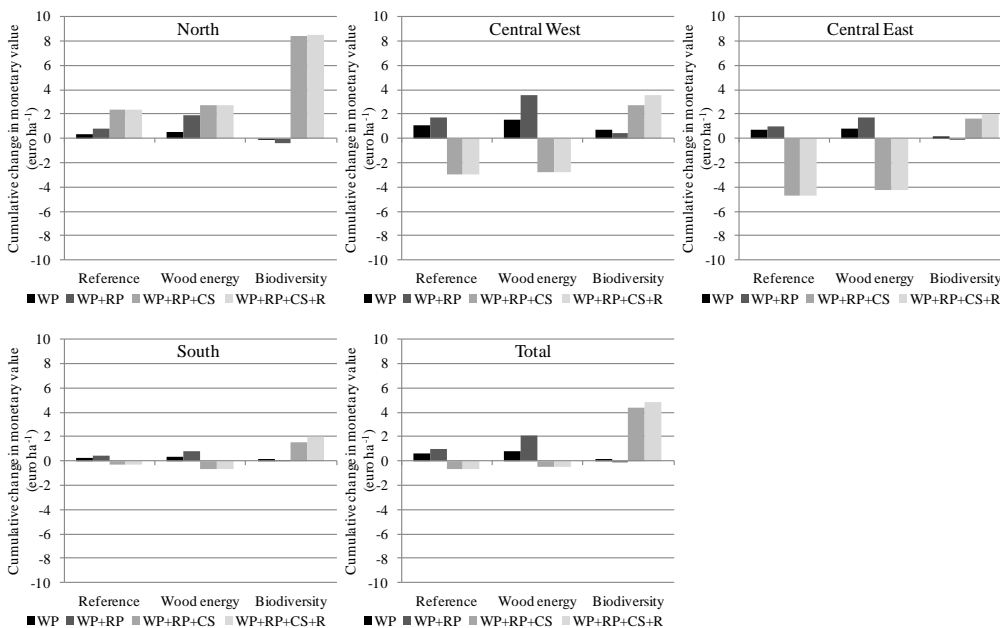 North
Cumulative change in monetary value
(euro ha⁻¹)
10
8
6
4
2
0
-2
-4
-6
-8
-10
Reference Wood energy Biodiversity
WP WP+RP WP+RP+CS WP+RP+CS+R
Central West
Cumulative change in monetary value
(euro ha⁻¹)
10
8
6
4
2
0
-2
-4
-6
-8
-10
Reference Wood energy Biodiversity
WP WP+RP WP+RP+CS WP+RP+CS+R
Central East
Cumulative change in monetary value
(euro ha⁻¹)
10
8
6
4
2
0
-2
-4
-6
-8
-10
Reference Wood energy Biodiversity
WP WP+RP WP+RP+CS WP+RP+CS+R
South
Cumulative change in monetary value
(euro ha⁻¹)
10
8
6
4
2
0
-2
-4
-6
-8
-10
Reference Wood energy Biodiversity
WP WP+RP WP+RP+CS WP+RP+CS+R
Total
Cumulative change in monetary value
(euro ha⁻¹)
10
8
6
4
2
0
-2
-4
-6
-8
-10
Reference Wood energy Biodiversity
WP WP+RP WP+RP+CS WP+RP+CS+R